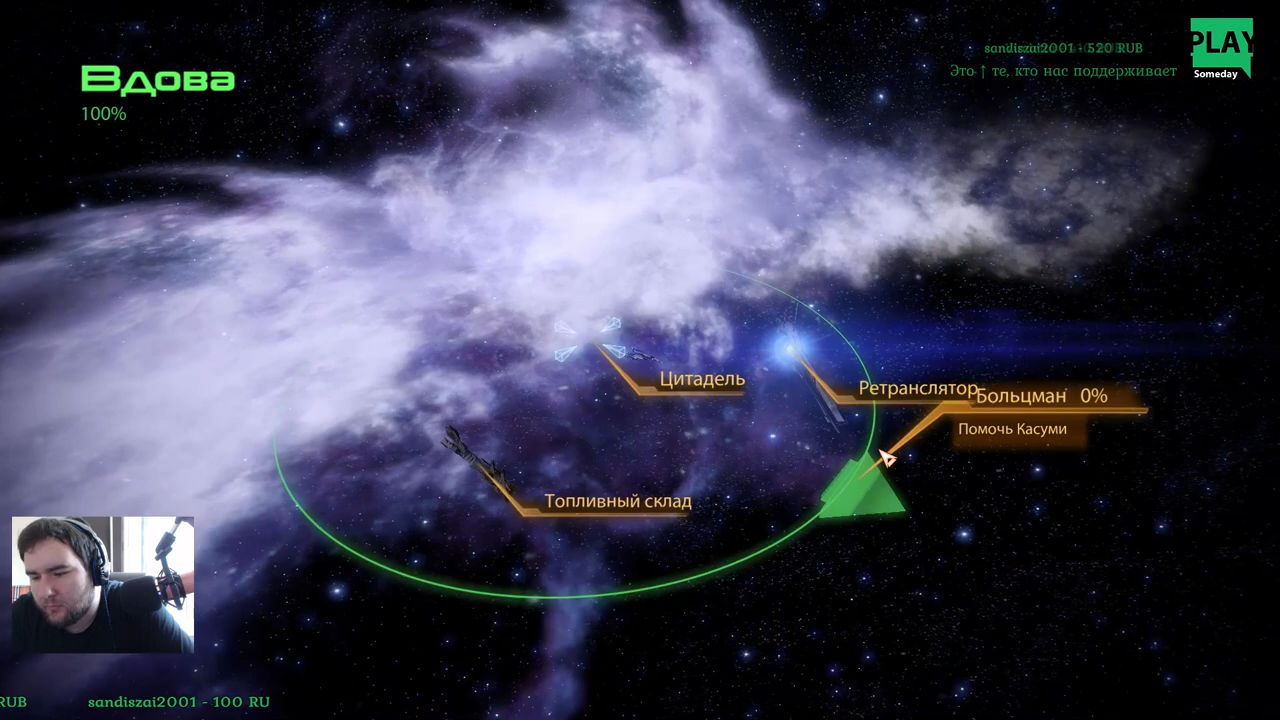 Вдова
100%
sandiszai2001 - 520 RUB
Это ↑ те, кто нас поддерживает
PLAY
Someday
Цитадель
Ретранслятор
Больцман 0%
Помочь Касуми
Топливный склад
RUB sandiszai2001 - 100 RU